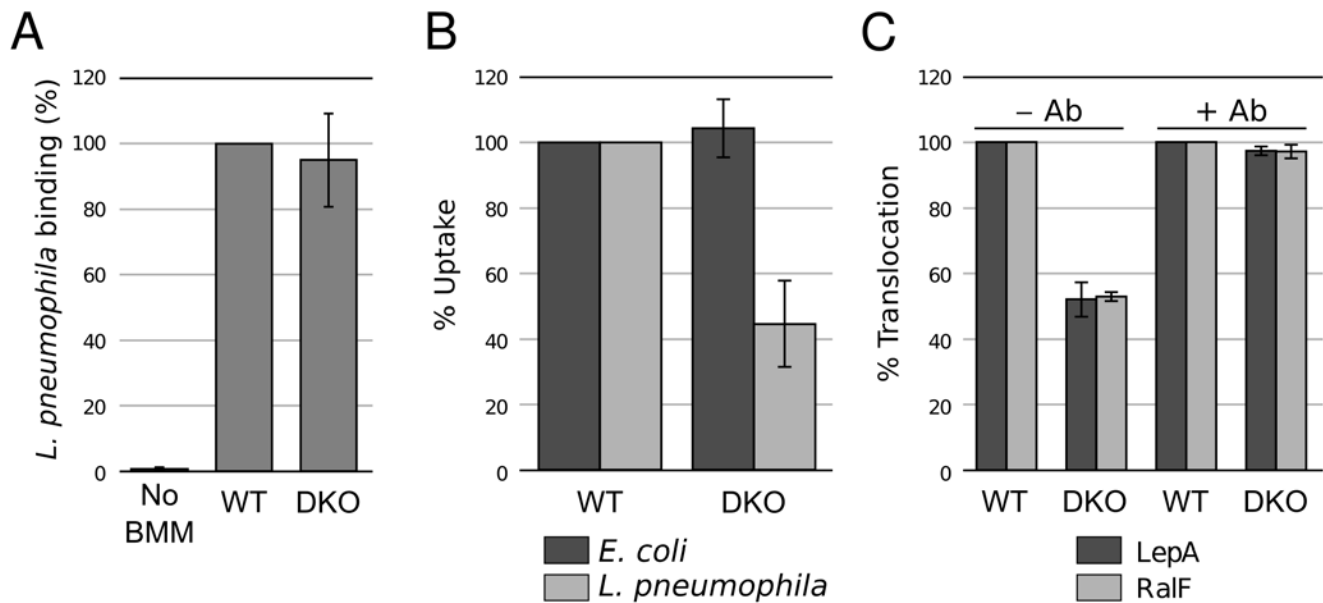 A
L. pneumophila binding (%)
120
100
80
60
40
20
0
No
BMM
WT
DKO
B
% Uptake
120
100
80
60
40
20
0
WT
DKO
E. coli
L. pneumophila
C
% Translocation
120
100
80
60
40
20
0
– Ab
+ Ab
WT
DKO
WT
DKO
LepA
RalF